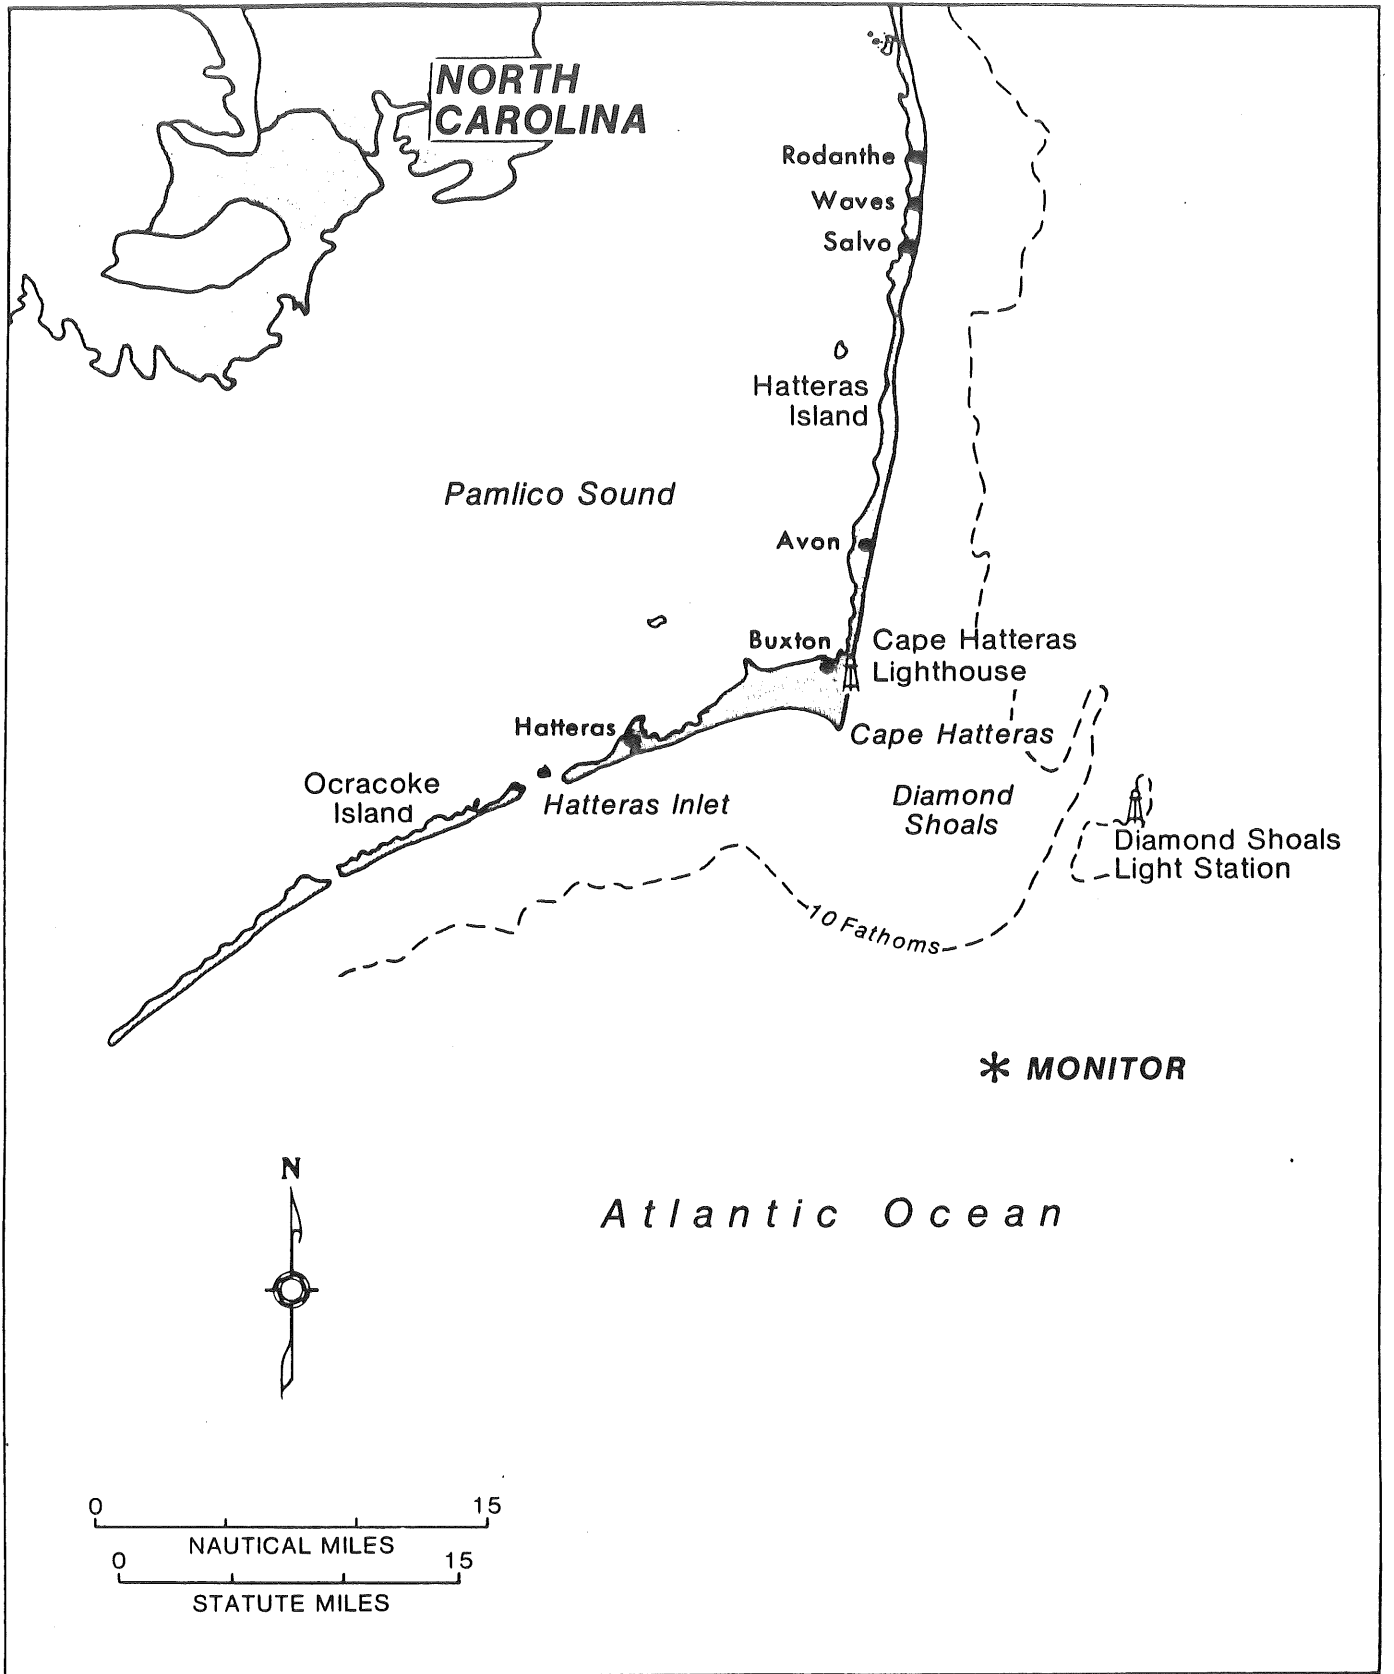 NORTH
CAROLINA
Rodanthe
Waves
Salvo
Hatteras
Island
Pamlico Sound
Avon
Buxton
Cape Hatteras
Lighthouse
Hatteras
Cape Hatteras
Ocracoke
Island
Hatteras Inlet
Diamond
Shoals
Diamond Shoals
Light Station
10 Fathoms
MONITOR
N
Atlantic Ocean
0 15
NAUTICAL MILES
0 15
STATUTE MILES